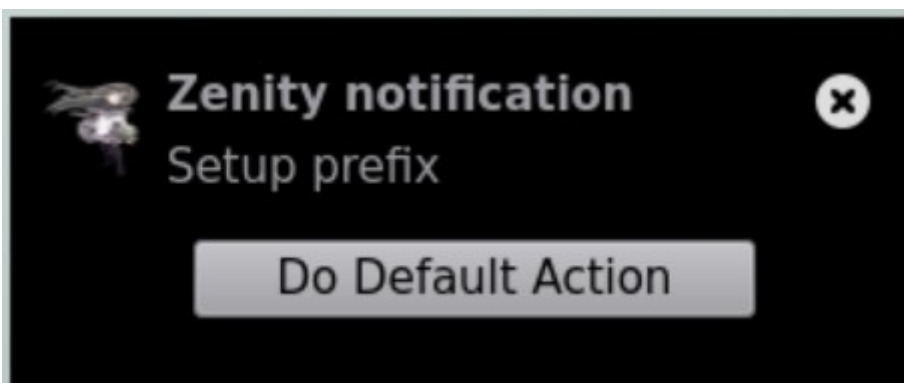 Zenity notification
Setup prefix
Do Default Action